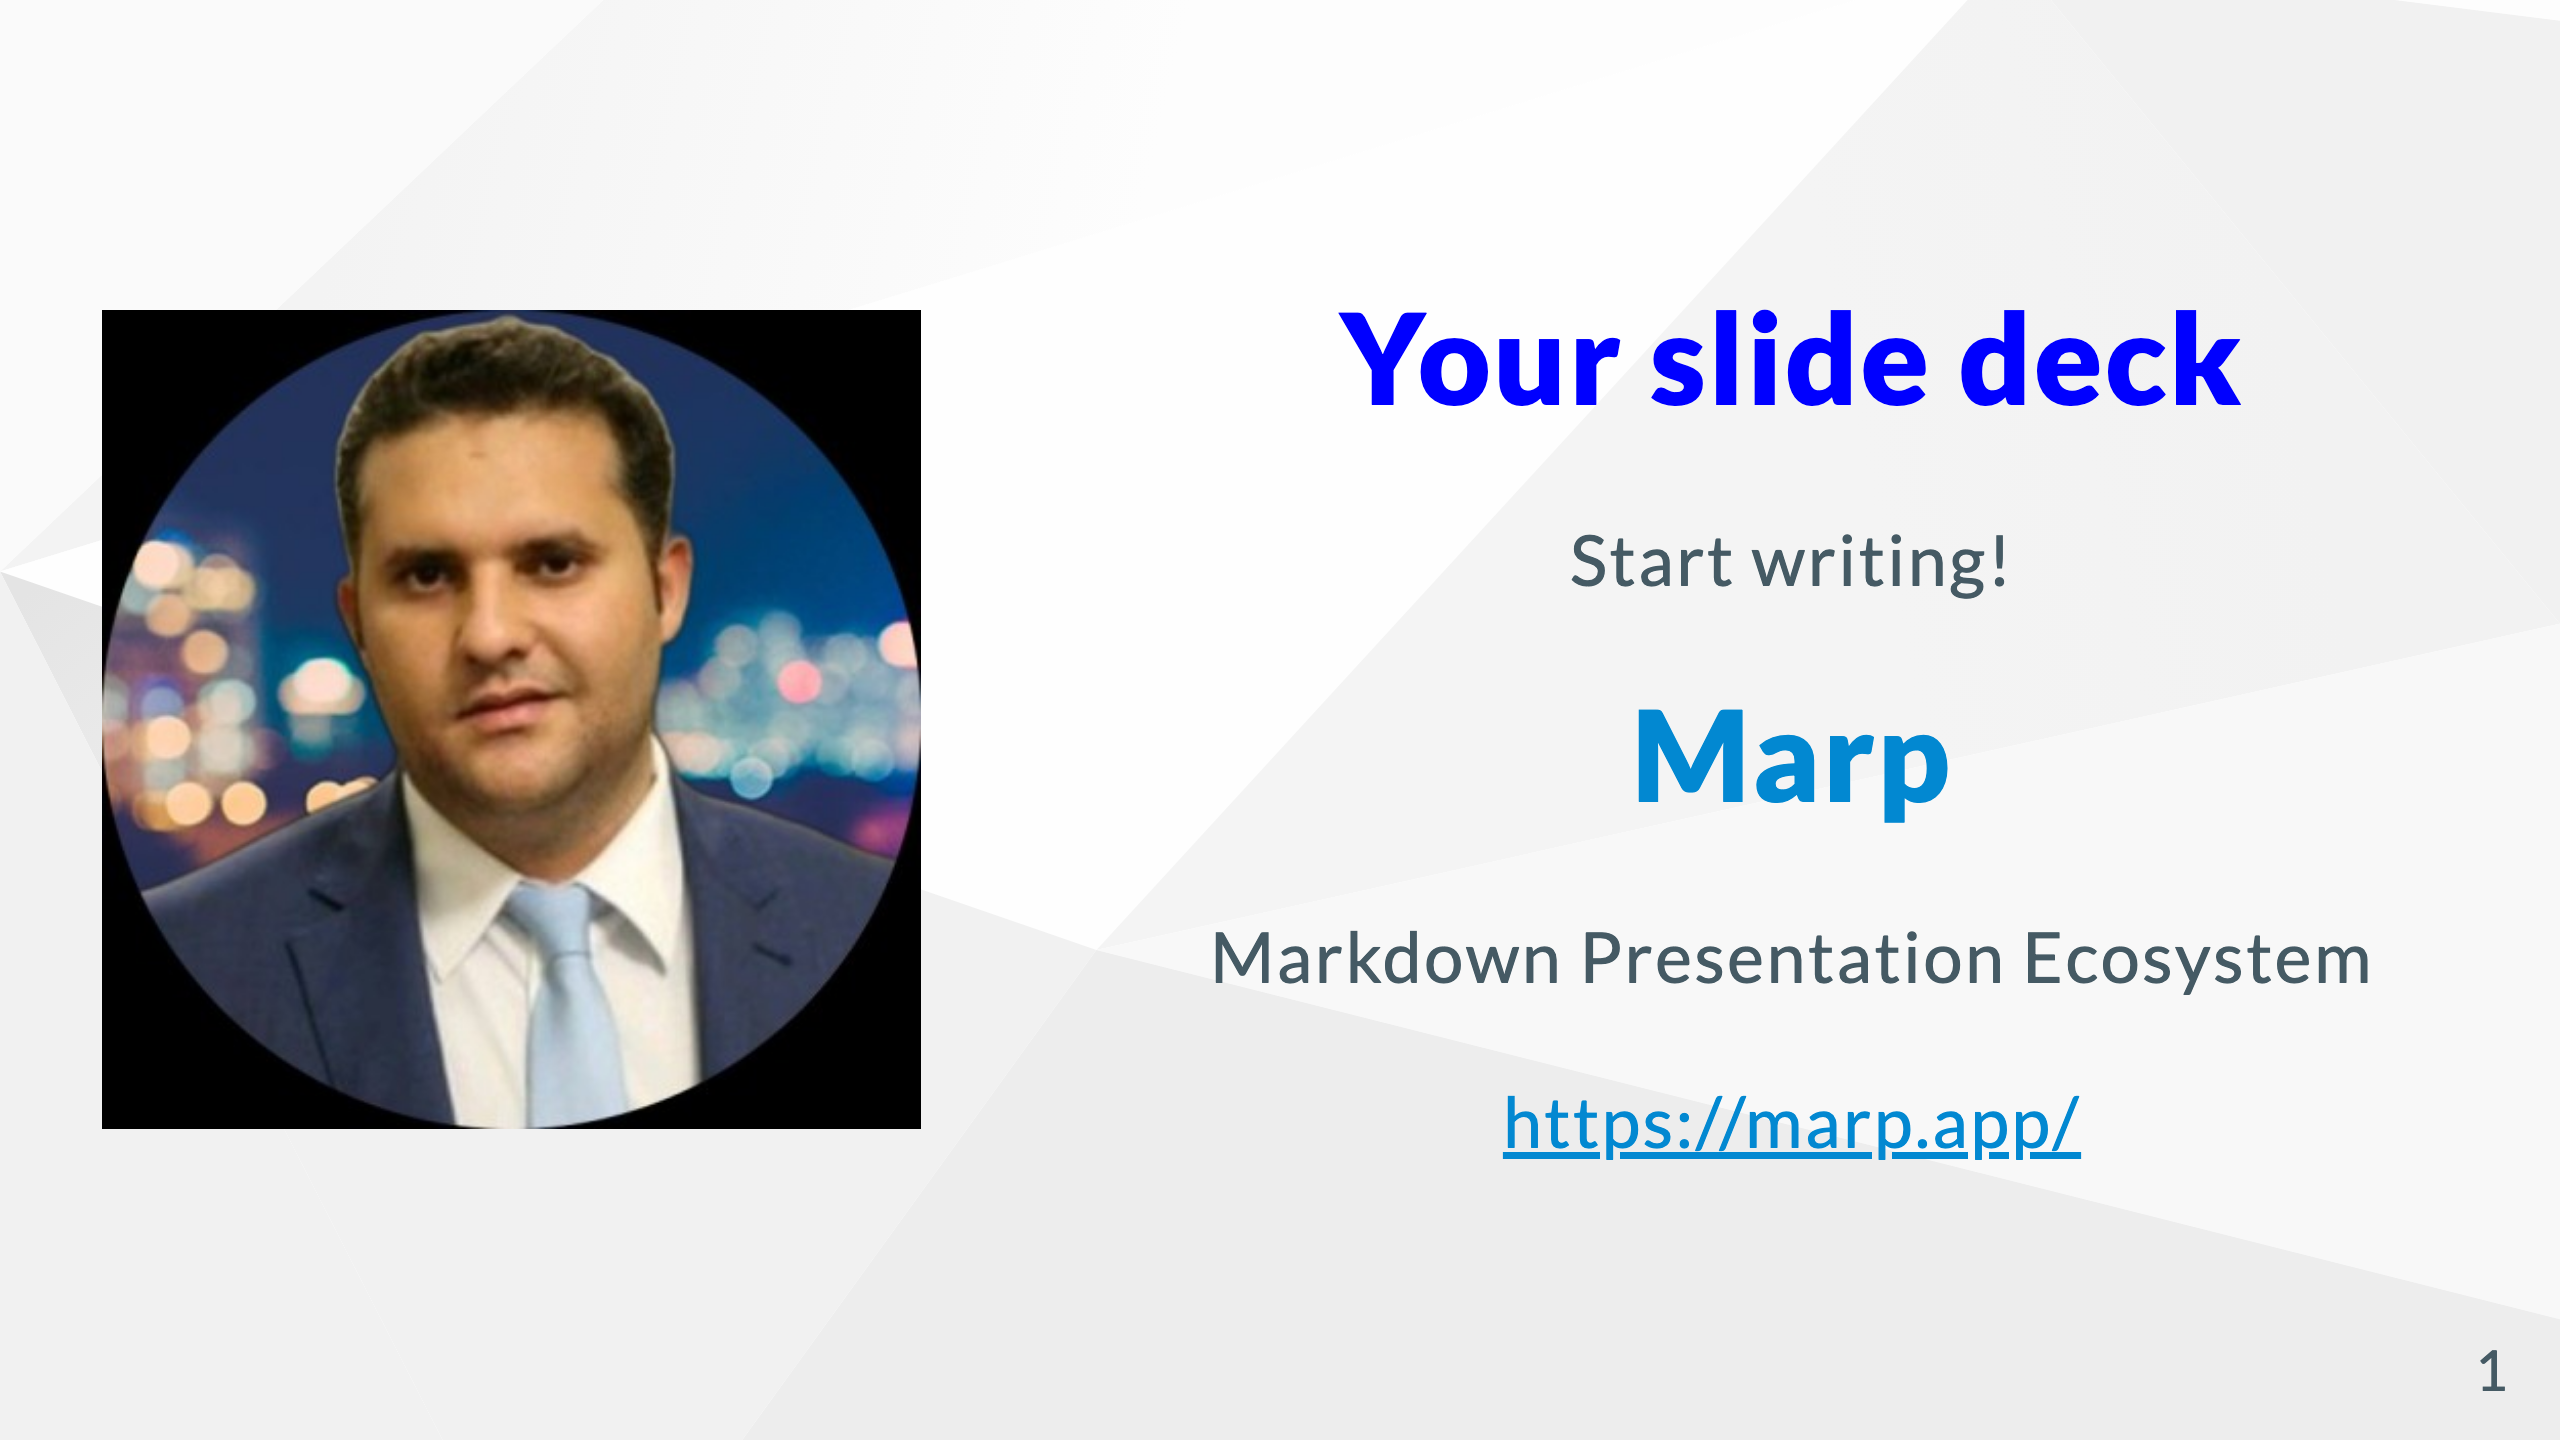 Your slide deck
Start writing!
Marp
Markdown Presentation Ecosystem
https://marp.app/
1